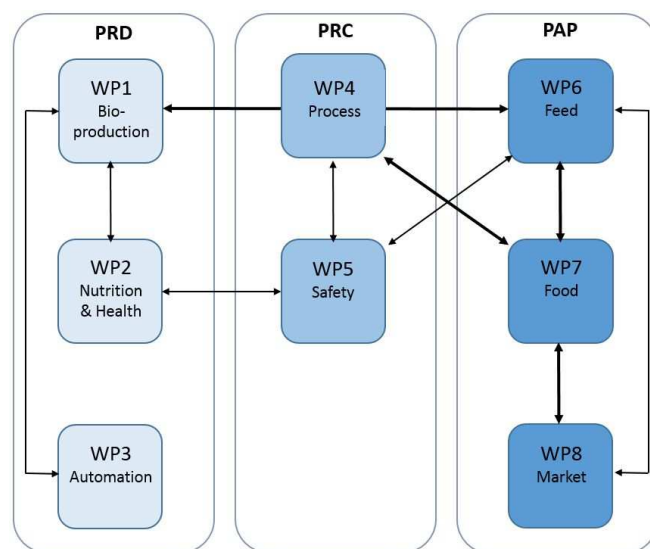 PRD
PRC
PAP
WP1
Bio-
production
WP4
Process
WP6
Feed
WP2
Nutrition
& Health
WP5
Safety
WP7
Food
WP3
Automation
WP8
Market